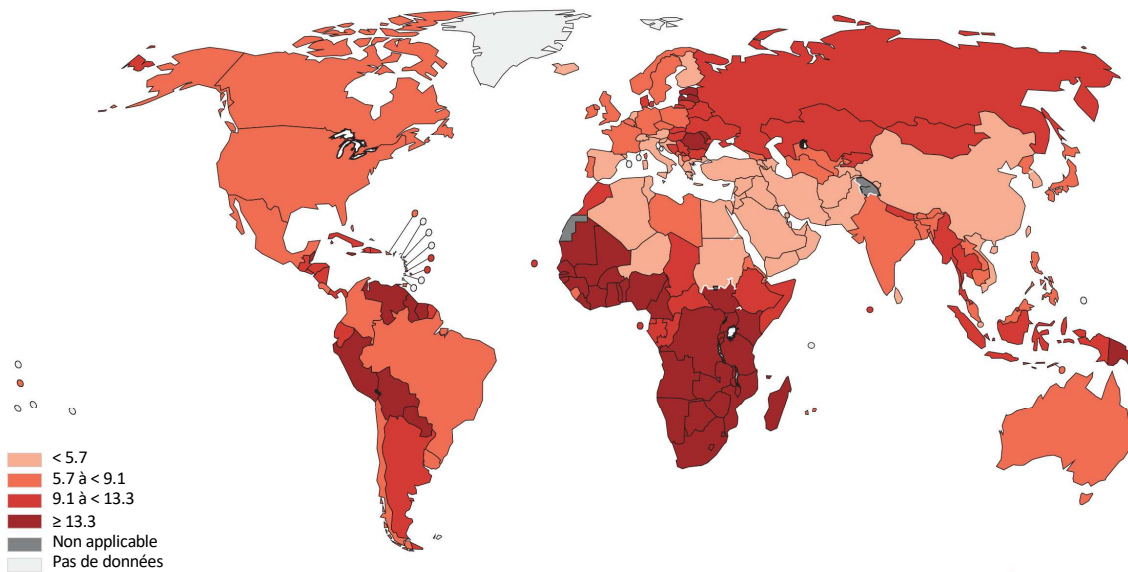 < 5.7
5.7 à < 9.1
9.1 à < 13.3
≥ 13.3
Non applicable
Pas de données